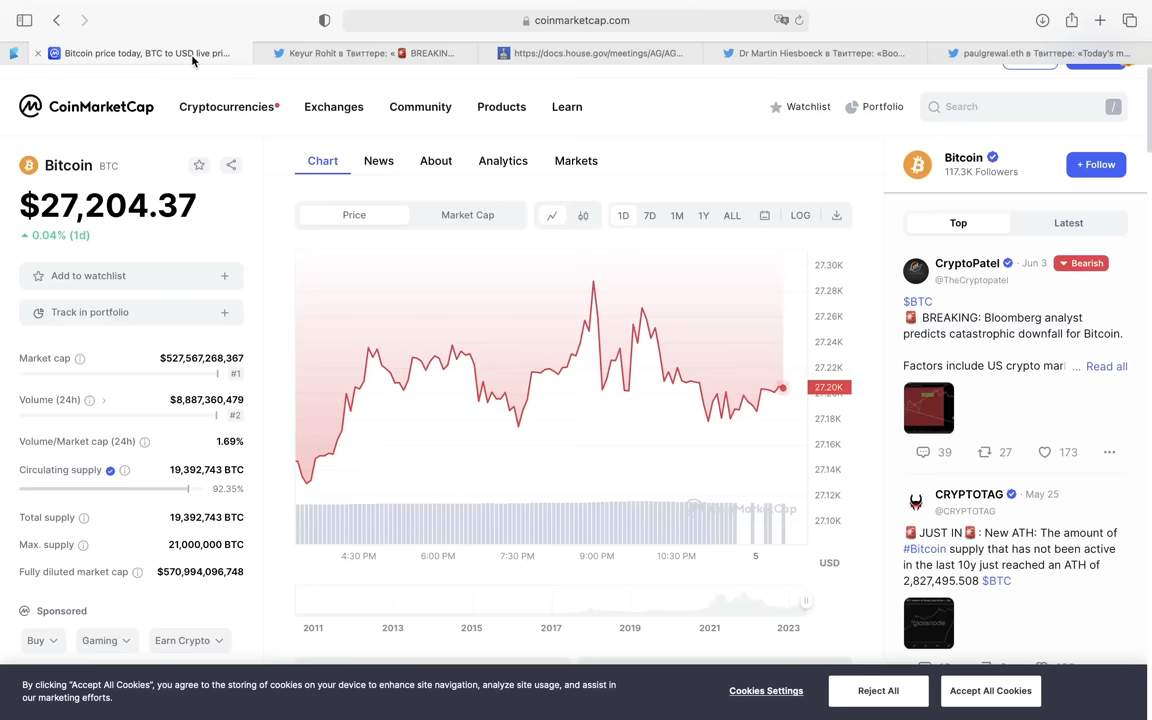 coinmarketcap.com
Bitcoin price today, BTC to USD live pri...
Keyur Rohit в Твиттере: «🚨 BREAKIN...
https://docs.house.gov/meetings/AG/AG...
Dr Martin Hiesboeck в Твиттере: «Boo...
paulgrewal.eth в Твиттере: «Today's m...
CoinMarketCap
Cryptocurrencies
Exchanges
Community
Products
Learn
Watchlist
Portfolio
Search
/
Bitcoin BTC
$27,204.37
0.04% (1d)
Add to watchlist +
Track in portfolio +
Market cap $527,567,268,367
#1
Volume (24h) > $8,887,360,479
#2
Volume/Market cap (24h) 1.69%
Circulating supply 19,392,743 BTC
92.35%
Total supply 19,392,743 BTC
Max. supply 21,000,000 BTC
Fully diluted market cap $570,994,096,748
Sponsored
Buy
Gaming
Earn Crypto
Chart
News
About
Analytics
Markets
Price
Market Cap
1D
7D
1M
1Y
ALL
LOG
27.30K
27.28K
27.26K
27.24K
27.22K
27.20K
27.18K
27.16K
27.14K
27.12K
27.10K
CoinMarketCap
4:30 PM
6:00 PM
7:30 PM
9:00 PM
10:30 PM
5
USD
2011
2013
2015
2017
2019
2021
2023
Bitcoin
117.3K Followers
+ Follow
Top
Latest
CryptoPatel · Jun 3 Bearish
@TheCryptopatel
$BTC
🚨 BREAKING: Bloomberg analyst
predicts catastrophic downfall for Bitcoin.
Factors include US crypto mar ... Read all
39
27
173
CRYPTOTAG · May 25
@CRYPTOTAG
🚨JUST IN🚨: New ATH: The amount of
#Bitcoin supply that has not been active
in the last 10y just reached an ATH of
2,827,495.508 $BTC
glassnode
By clicking "Accept All Cookies", you agree to the storing of cookies on your device to enhance site navigation, analyze site usage, and assist in
our marketing efforts.
Cookies Settings
Reject All
Accept All Cookies